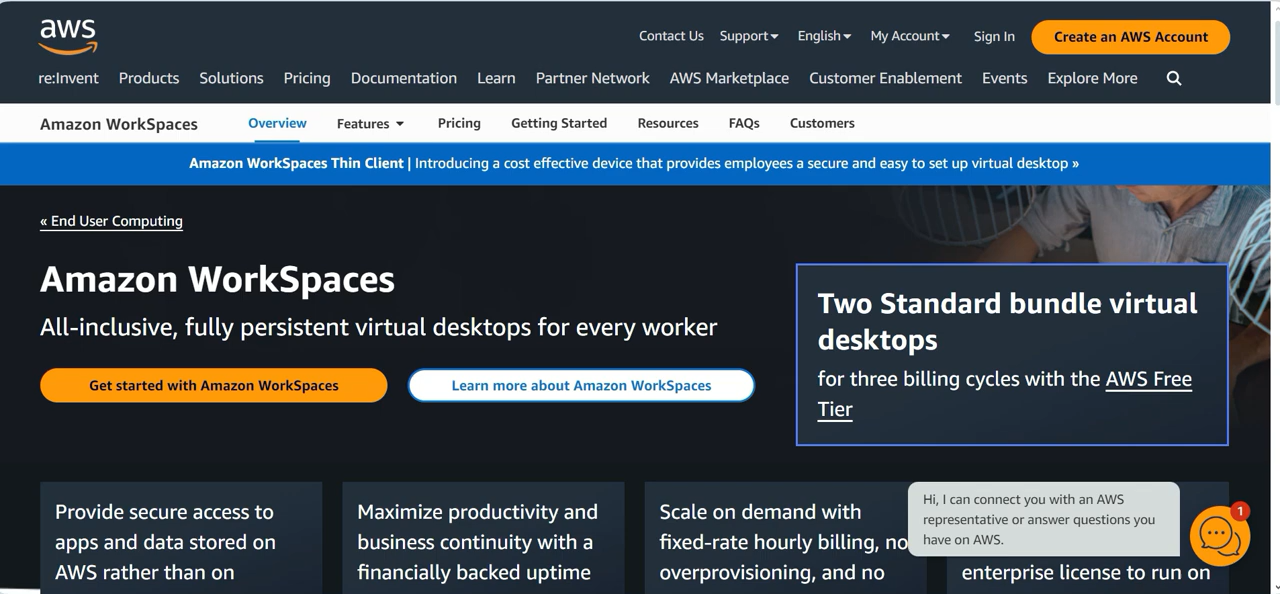 aws
Contact Us Support English My Account Sign In Create an AWS Account
re:Invent Products Solutions Pricing Documentation Learn Partner Network AWS Marketplace Customer Enablement Events Explore More
Amazon WorkSpaces Overview Features Pricing Getting Started Resources FAQs Customers
Amazon WorkSpaces Thin Client | Introducing a cost effective device that provides employees a secure and easy to set up virtual desktop »
« End User Computing
Amazon WorkSpaces
All-inclusive, fully persistent virtual desktops for every worker
Get started with Amazon WorkSpaces
Learn more about Amazon WorkSpaces
Two Standard bundle virtual
desktops
for three billing cycles with the AWS Free
Tier
Provide secure access to
apps and data stored on
AWS rather than on
Maximize productivity and
business continuity with a
financially backed uptime
Scale on demand with
fixed-rate hourly billing, no
overprovisioning, and no
enterprise license to run on
Hi, I can connect you with an AWS
representative or answer questions you
have on AWS.
1